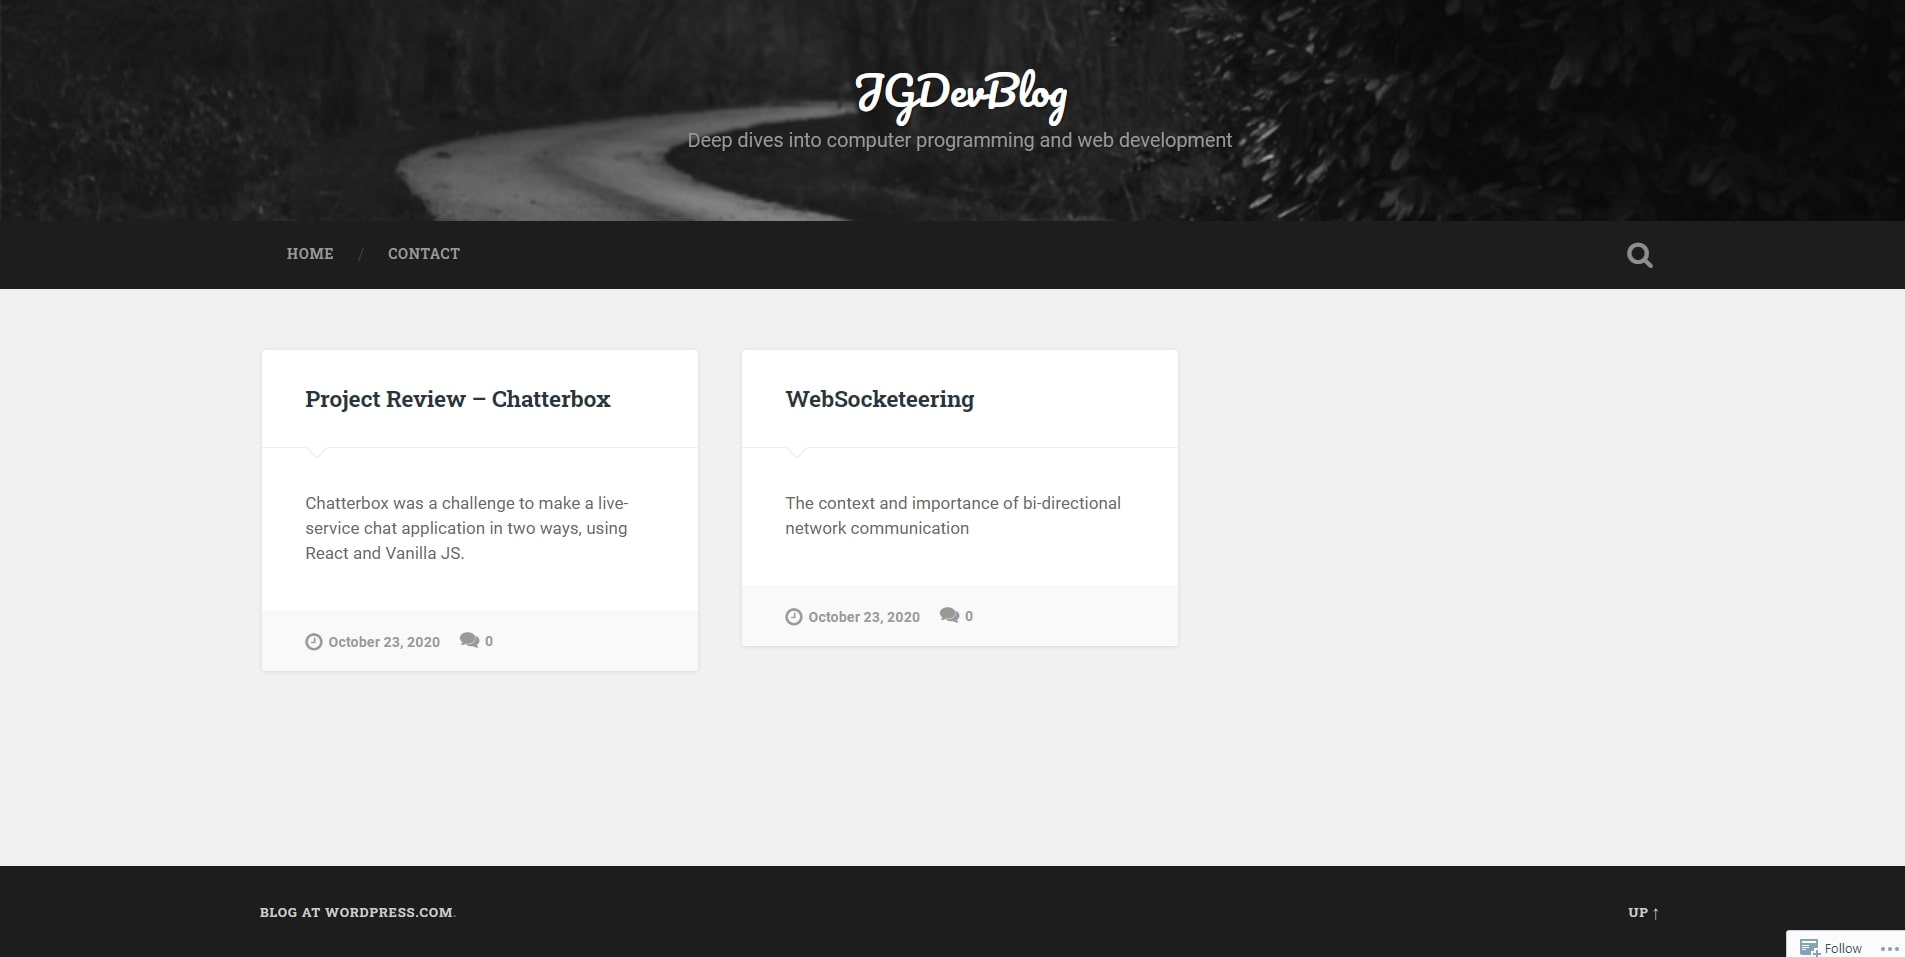 JGDevBlog
Deep dives into computer programming and web development
HOME / CONTACT
Project Review – Chatterbox
Chatterbox was a challenge to make a live-
service chat application in two ways, using
React and Vanilla JS.
October 23, 2020 0
WebSocketeering
The context and importance of bi-directional
network communication
October 23, 2020 0
BLOG AT WORDPRESS.COM.
UP ↑
Follow